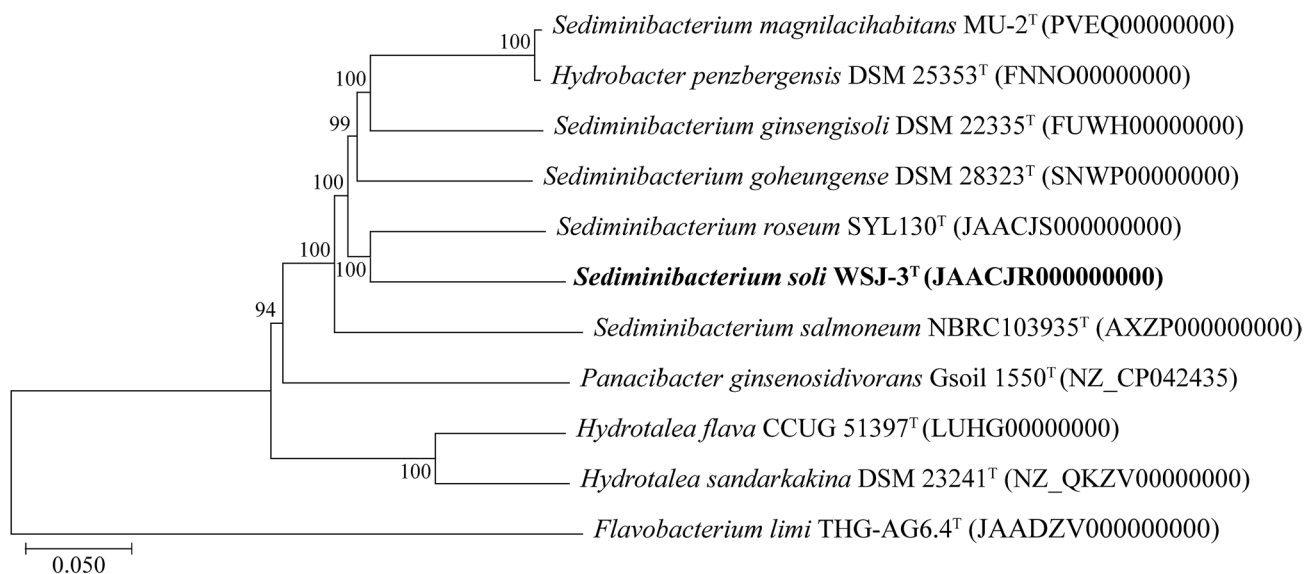 Sediminibacterium magnilacihabitans MU-2ᵀ (PVEQ00000000)
100
Hydrobacter penzbergensis DSM 25353ᵀ (FNNO00000000)
100
Sediminibacterium ginsengisoli DSM 22335ᵀ (FUWH00000000)
99
Sediminibacterium goheungense DSM 28323ᵀ (SNWP00000000)
100
Sediminibacterium roseum SYL130ᵀ (JAACJS000000000)
100
100
Sediminibacterium soli WSJ-3ᵀ (JAACJR000000000)
94
Sediminibacterium salmoneum NBRC103935ᵀ (AXZP000000000)
Panacibacter ginsenosidivorans Gsoil 1550ᵀ (NZ_CP042435)
Hydrotalea flava CCUG 51397ᵀ (LUHG00000000)
100
Hydrotalea sandarkakina DSM 23241ᵀ (NZ_QKZV00000000)
Flavobacterium limi THG-AG6.4ᵀ (JAADZV000000000)
0.050